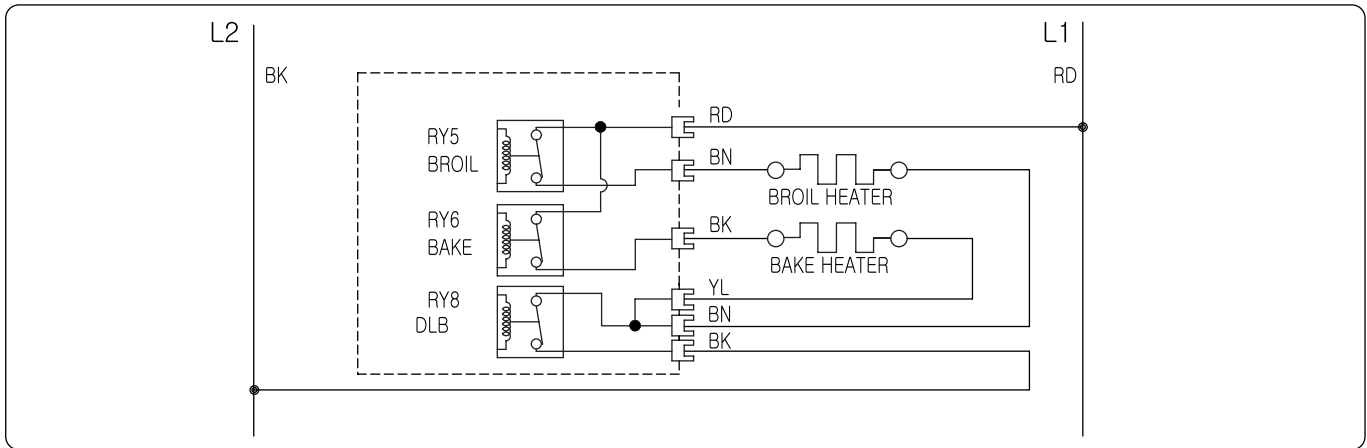 L2
L1
BK
RD
RD
RY5
BROIL
BN
BROIL HEATER
RY6
BAKE
BK
BAKE HEATER
YL
RY8
DLB
BN
BK